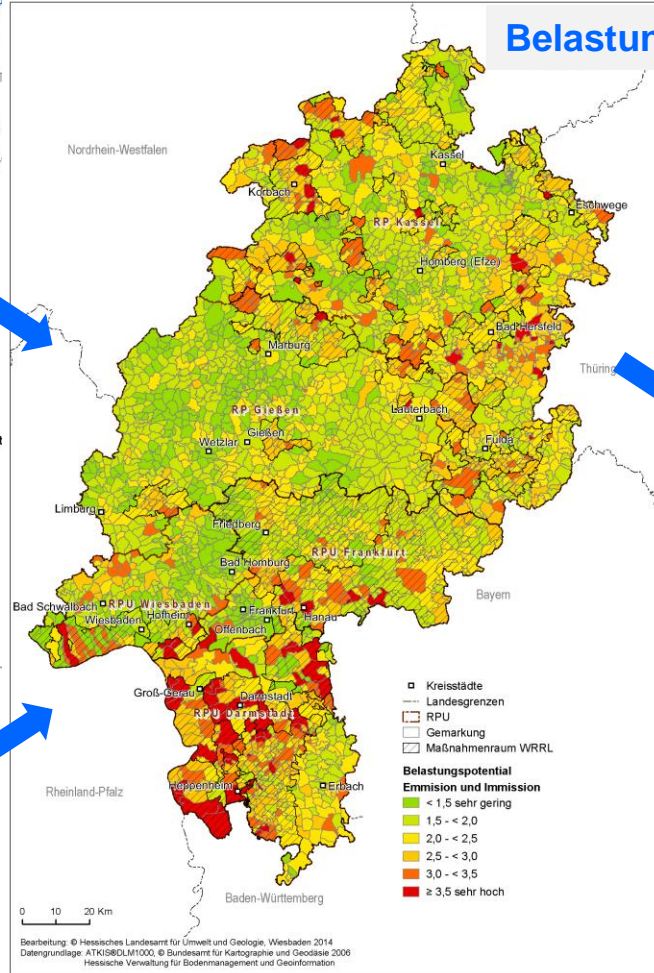 Belastun
Nordrhein-Westfalen
Kassel
Korbach
Eschwege
RP Kassel
Homberg (Efze)
Bad Hersfeld
Marburg
Thüring
RP Gießen
Lauterbach
Gießen
Wetzlar
Fulda
Limburg
Friedberg
RPU Frankfurt
Bad Homburg
Bayern
Bad Schwalbach
RPU Wiesbaden
Frankfurt
Hanau
Wiesbaden
Hofheim
Offenbach
Groß-Gerau
Darmstadt
RPU Darmstadt
Heppenheim
Erbach
Rheinland-Pfalz
Baden-Württemberg
Kreisstädte
Landesgrenzen
RPU
Gemarkung
Maßnahmenraum WRRL
Belastungspotential
Emmision und Immission
< 1,5 sehr gering
1,5 - < 2,0
2,0 - < 2,5
2,5 - < 3,0
3,0 - < 3,5
≥ 3,5 sehr hoch
0 10 20 Km
Bearbeitung: © Hessisches Landesamt für Umwelt und Geologie, Wiesbaden 2014
Datengrundlage: ATKIS®DLM1000, © Bundesamt für Kartographie und Geodäsie 2006
Hessische Verwaltung für Bodenmanagement und Geoinformation